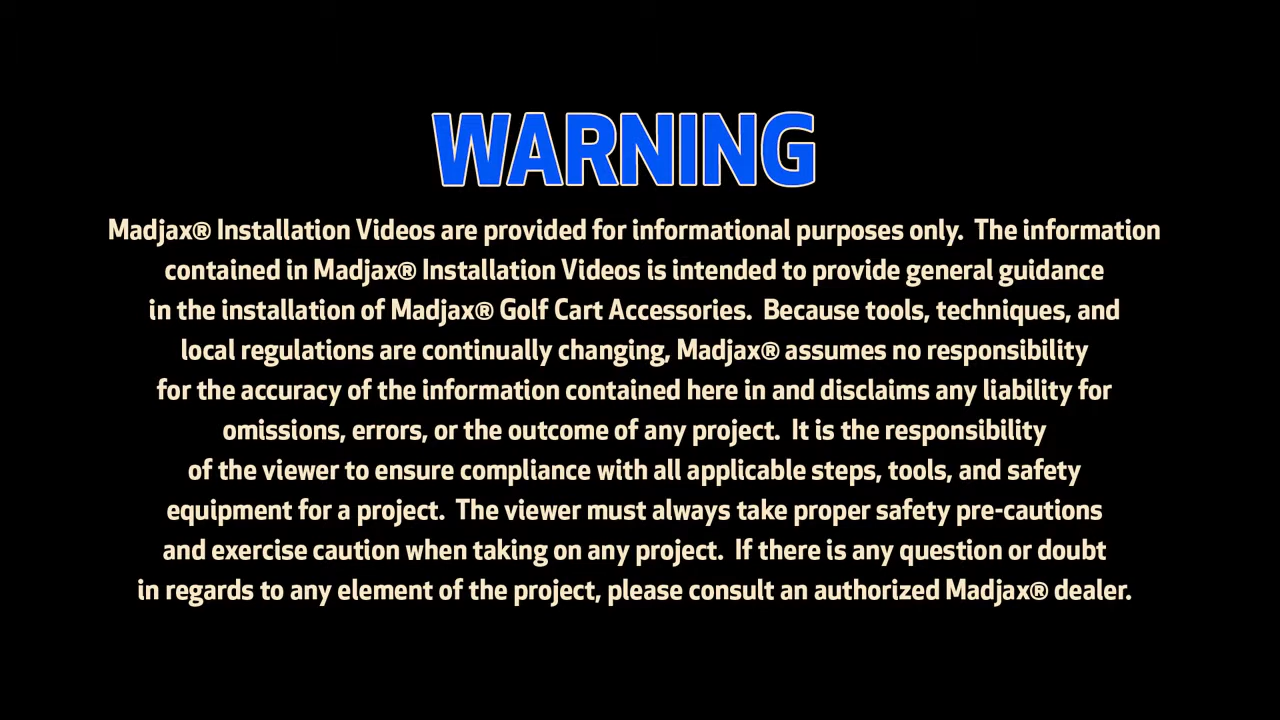 WARNING
Madjax® Installation Videos are provided for informational purposes only.  The information
contained in Madjax® Installation Videos is intended to provide general guidance
in the installation of Madjax® Golf Cart Accessories.  Because tools, techniques, and
local regulations are continually changing, Madjax® assumes no responsibility
for the accuracy of the information contained here in and disclaims any liability for
omissions, errors, or the outcome of any project.  It is the responsibility
of the viewer to ensure compliance with all applicable steps, tools, and safety
equipment for a project.  The viewer must always take proper safety pre-cautions
and exercise caution when taking on any project.  If there is any question or doubt
in regards to any element of the project, please consult an authorized Madjax® dealer.